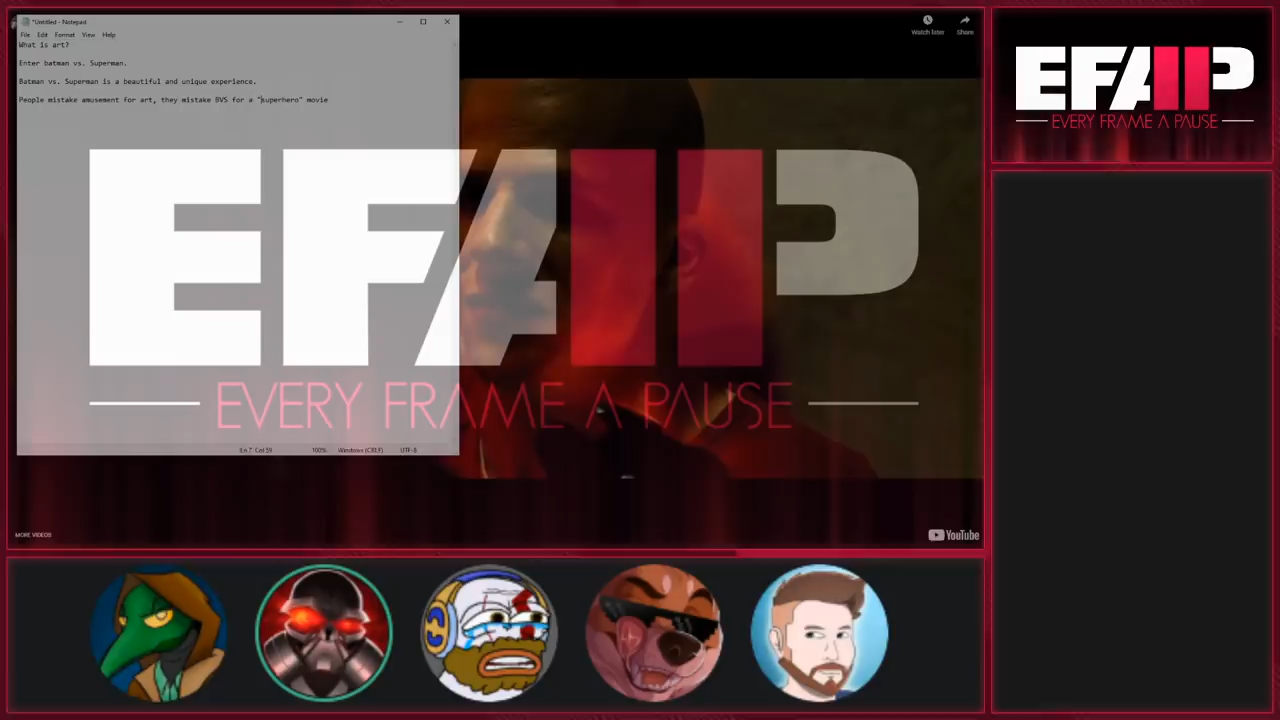 *Untitled - Notepad
File Edit Format View Help
What is art?
Enter batman vs. Superman.
Batman vs. Superman is a beautiful and unique experience.
People mistake amusement for art, they mistake BVS for a "superhero" movie
Ln 7, Col 59 100% Windows (CRLF) UTF-8
Watch later Share
EFAP
EVERY FRAME A PAUSE
MORE VIDEOS
YouTube
EFAP
EVERY FRAME A PAUSE